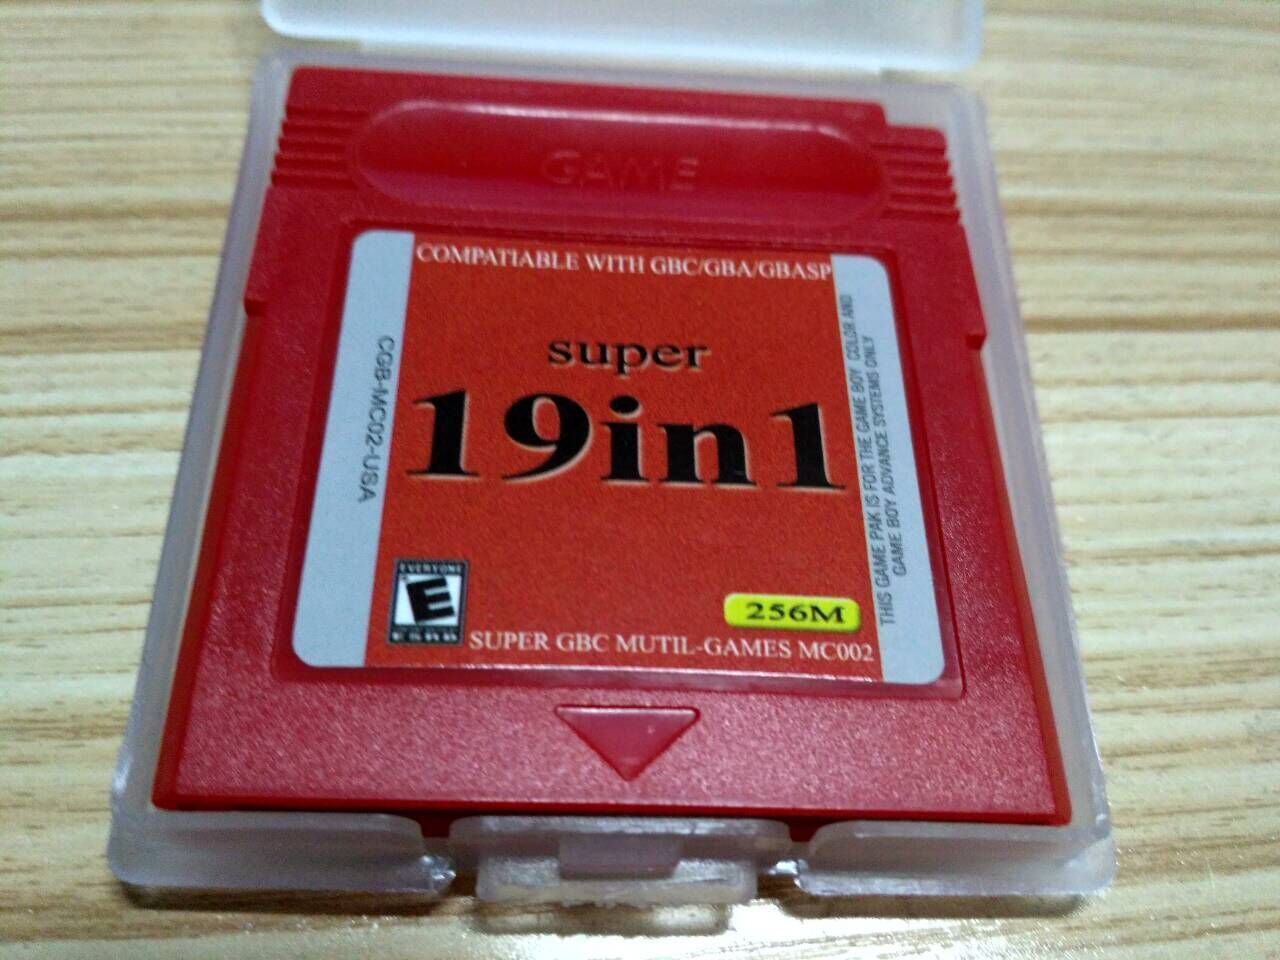 GAME
COMPATIABLE WITH GBC/GBA/GBASP
super
19in1
CGB-MC02-USA
THIS GAME PAK IS FOR THE GAME BOY COLOR AND
GAME BOY ADVANCE SYSTEMS ONLY
EVERYONE
E
ESRB
256M
SUPER GBC MUTIL-GAMES MC002